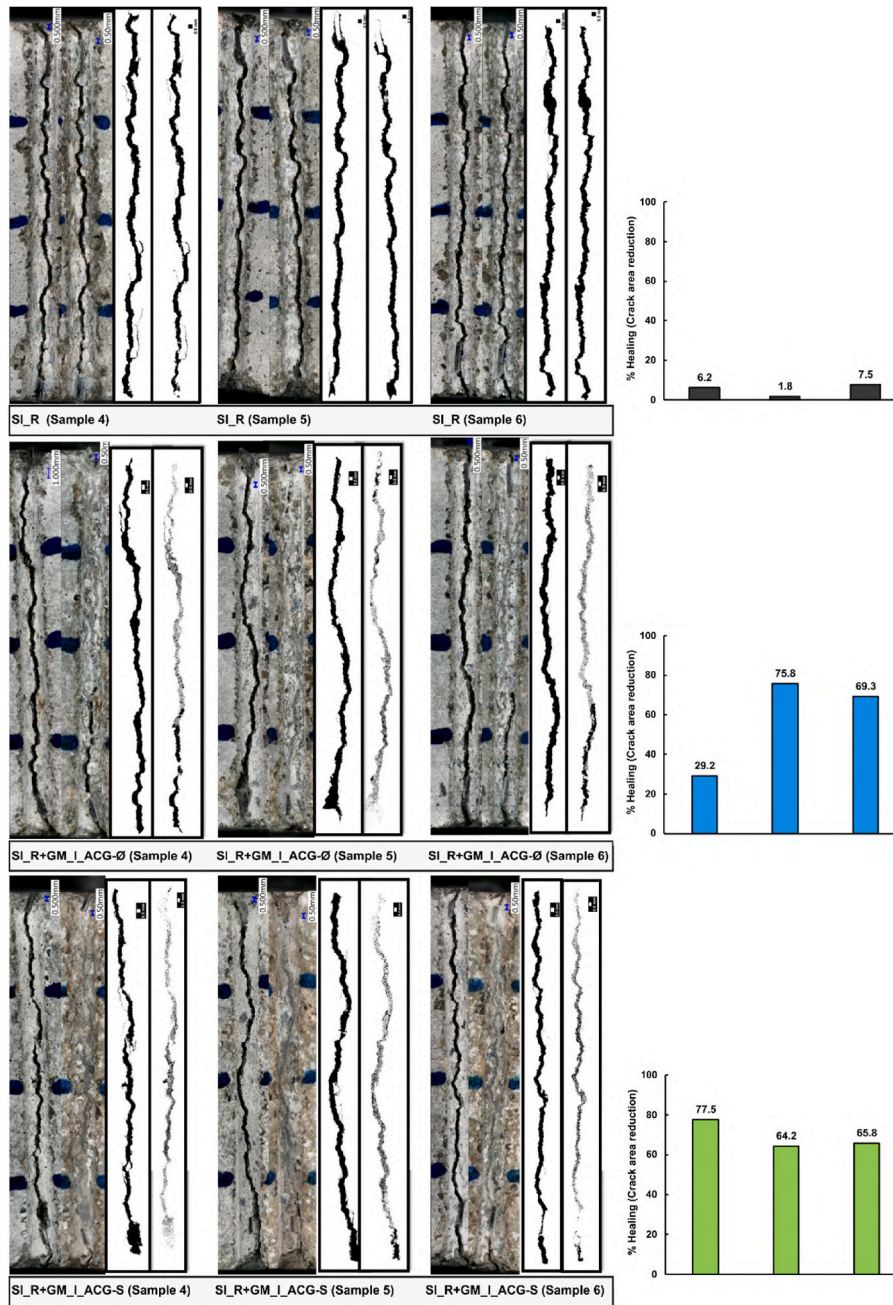 0.500mm
0.50mm
0.500mm
0.50mm
0.500mm
0.50mm
SI_R (Sample 4)
SI_R (Sample 5)
SI_R (Sample 6)
% Healing (Crack area reduction)
100
80
60
40
20
0
6.2
1.8
7.5
1.000mm
0.50mm
0.500mm
0.50mm
0.500mm
0.50mm
SI_R+GM_I_ACG-Ø (Sample 4)
SI_R+GM_I_ACG-Ø (Sample 5)
SI_R+GM_I_ACG-Ø (Sample 6)
% Healing (Crack area reduction)
100
80
60
40
20
0
29.2
75.8
69.3
0.500mm
0.50mm
0.500mm
0.50mm
0.50mm
SI_R+GM_I_ACG-S (Sample 4)
SI_R+GM_I_ACG-S (Sample 5)
SI_R+GM_I_ACG-S (Sample 6)
% Healing (Crack area reduction)
100
80
60
40
20
0
77.5
64.2
65.8